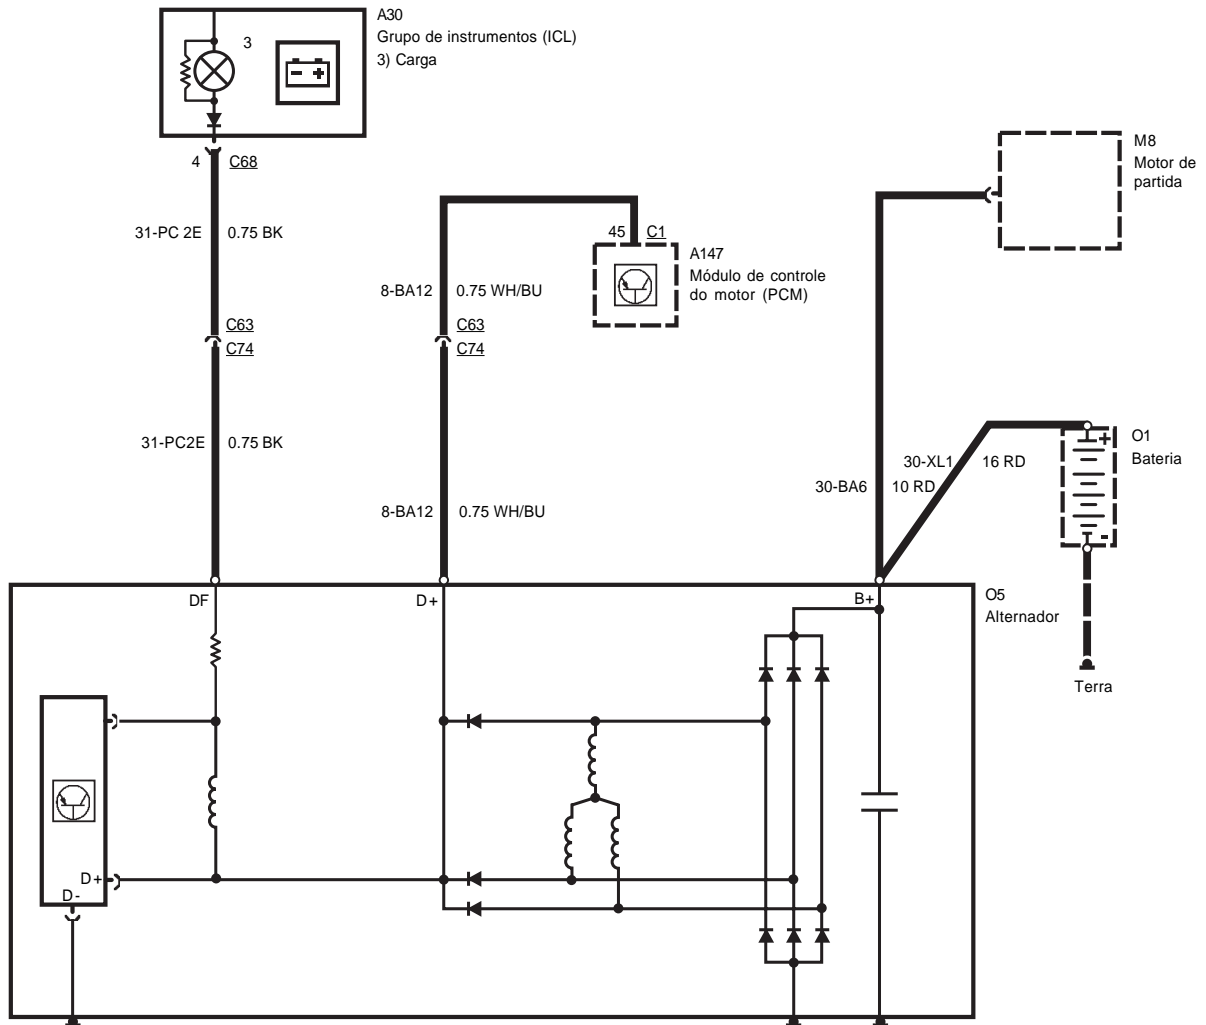 A30
Grupo de instrumentos (ICL)
3) Carga
3
4 C68
31-PC 2E 0.75 BK
C63
C74
31-PC2E 0.75 BK
45 C1
A147
Módulo de controle
do motor (PCM)
8-BA12 0.75 WH/BU
C63
C74
8-BA12 0.75 WH/BU
M8
Motor de
partida
30-XL1 16 RD
30-BA6 10 RD
+
O1
Bateria
-
Terra
DF
D+
B+
O5
Alternador
D+
D-